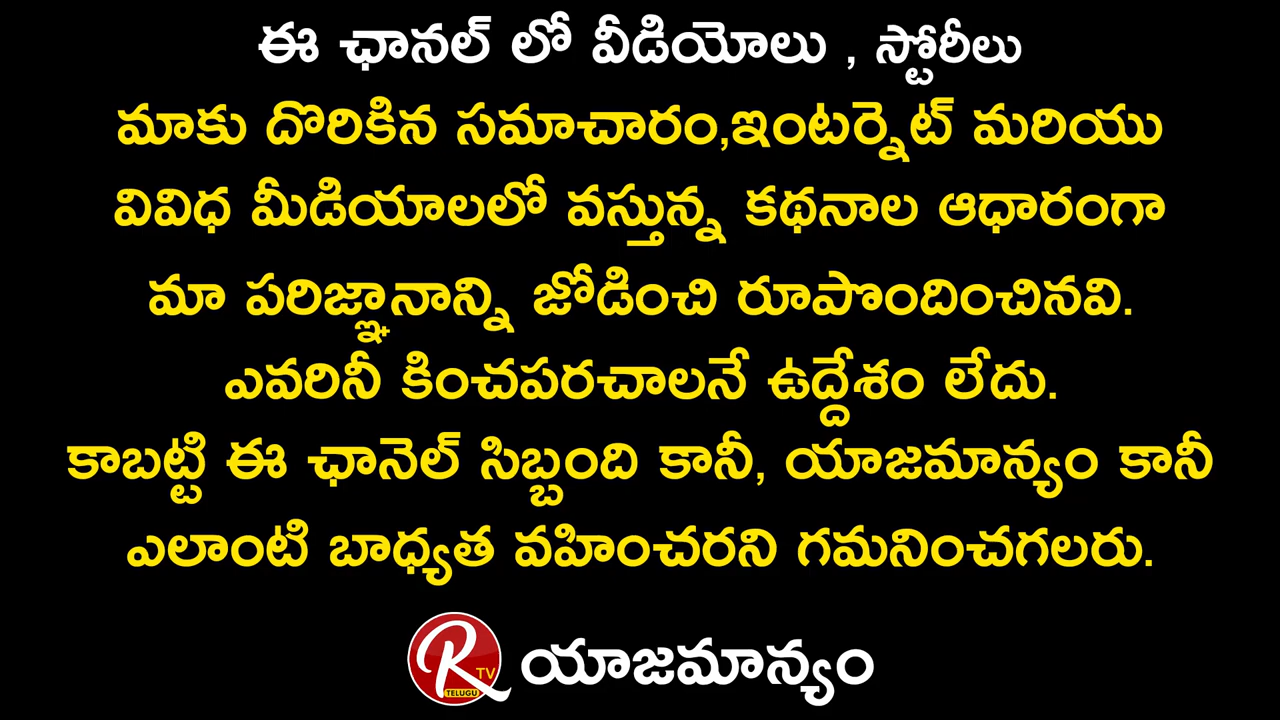 ఈ ఛానల్ లో వీడియోలు , స్టోరీలు
మాకు దొరికిన సమాచారం,ఇంటర్నెట్ మరియు
వివిధ మీడియాలలో వస్తున్న కథనాల ఆధారంగా
మా పరిజ్ఞానాన్ని జోడించి రూపొందించినవి.
ఎవరినీ కించపరచాలనే ఉద్దేశం లేదు.
కాబట్టి ఈ ఛానెల్ సిబ్బంది కానీ, యాజమాన్యం కానీ
ఎలాంటి బాధ్యత వహించరని గమనించగలరు.
R TV TELUGU యాజమాన్యం